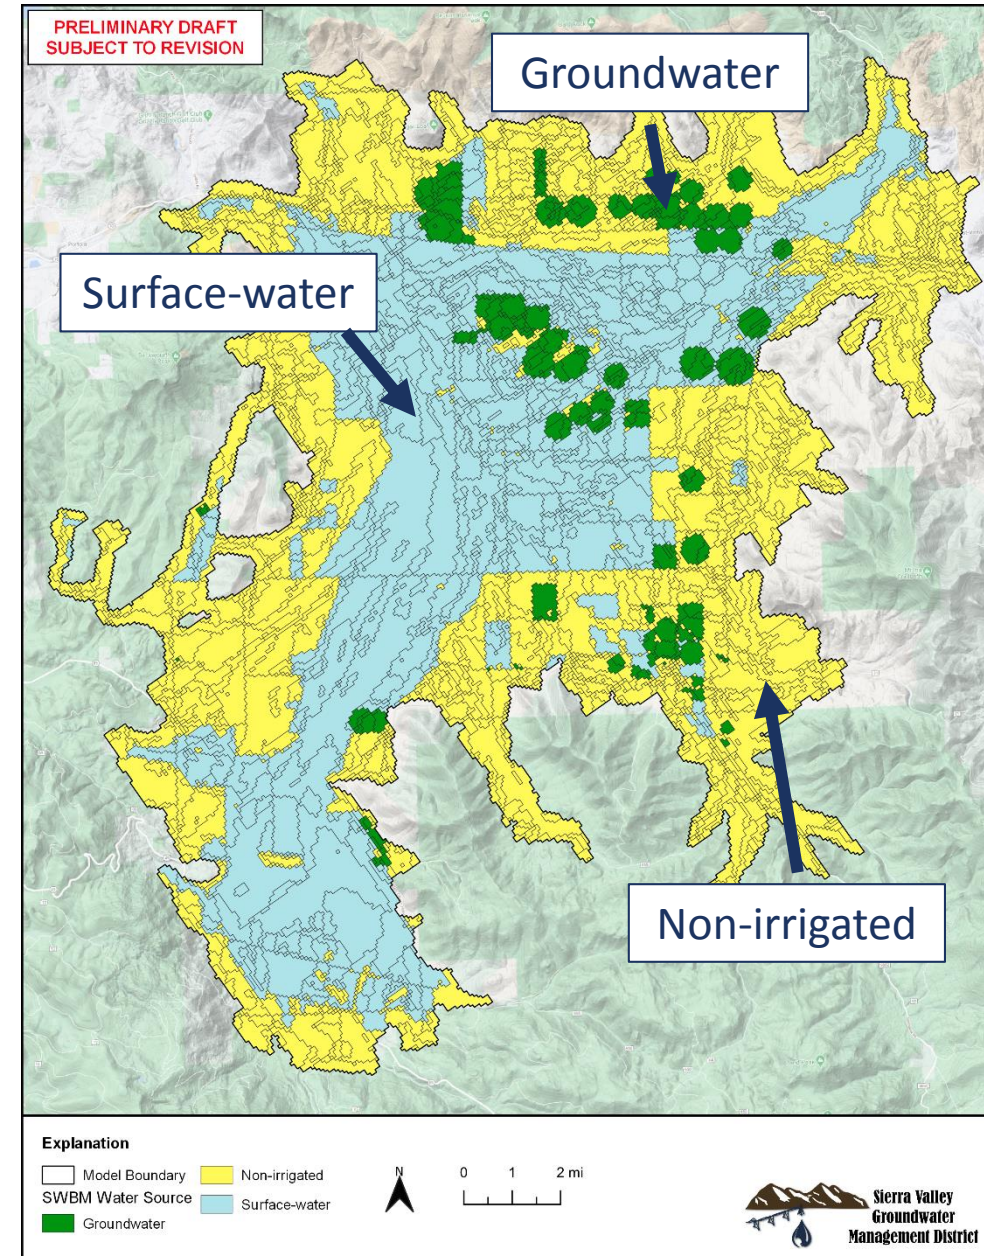 PRELIMINARY DRAFT
SUBJECT TO REVISION
Groundwater
Surface-water
Non-irrigated
Explanation
Model Boundary
SWBM Water Source
Groundwater
Non-irrigated
Surface-water
N
0 1 2 mi
Sierra Valley
Groundwater
Management District